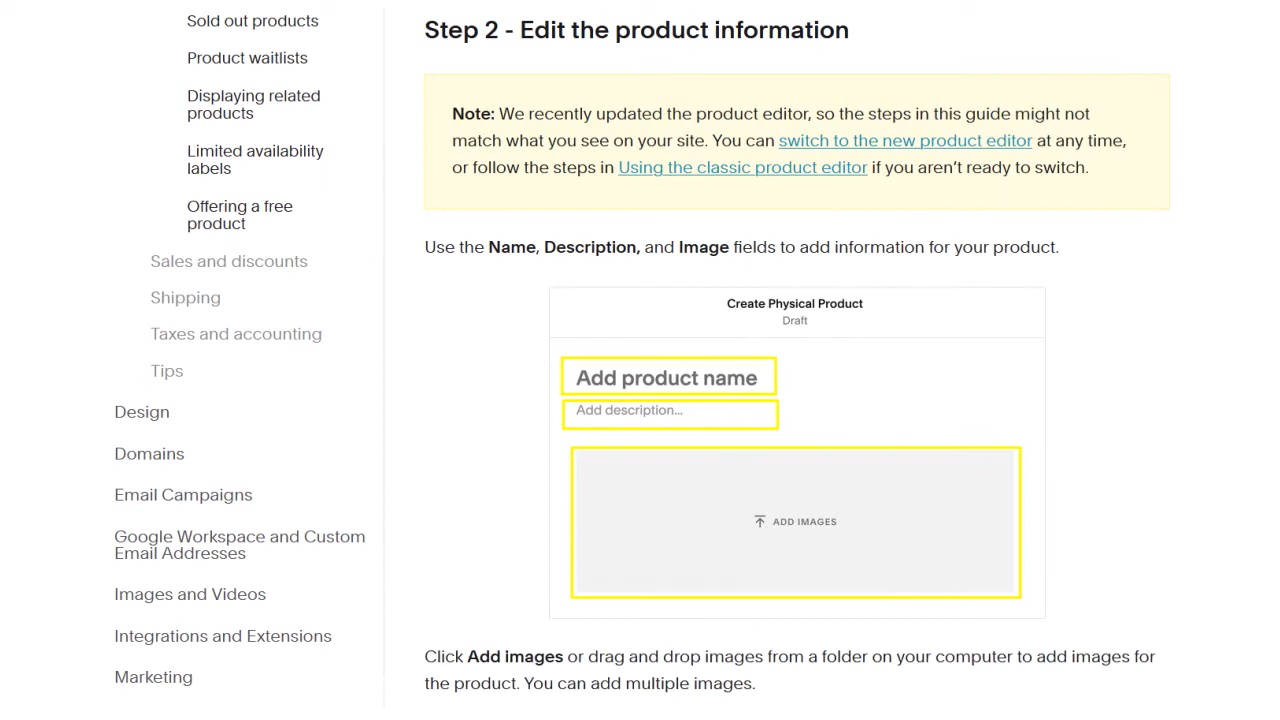 Sold out products
Product waitlists
Displaying related
products
Limited availability
labels
Offering a free
product
Sales and discounts
Shipping
Taxes and accounting
Tips
Design
Domains
Email Campaigns
Google Workspace and Custom
Email Addresses
Images and Videos
Integrations and Extensions
Marketing
Step 2 - Edit the product information
Note: We recently updated the product editor, so the steps in this guide might not
match what you see on your site. You can switch to the new product editor at any time,
or follow the steps in Using the classic product editor if you aren’t ready to switch.
Use the Name, Description, and Image fields to add information for your product.
Create Physical Product
Draft
Add product name
Add description...
ADD IMAGES
Click Add images or drag and drop images from a folder on your computer to add images for
the product. You can add multiple images.